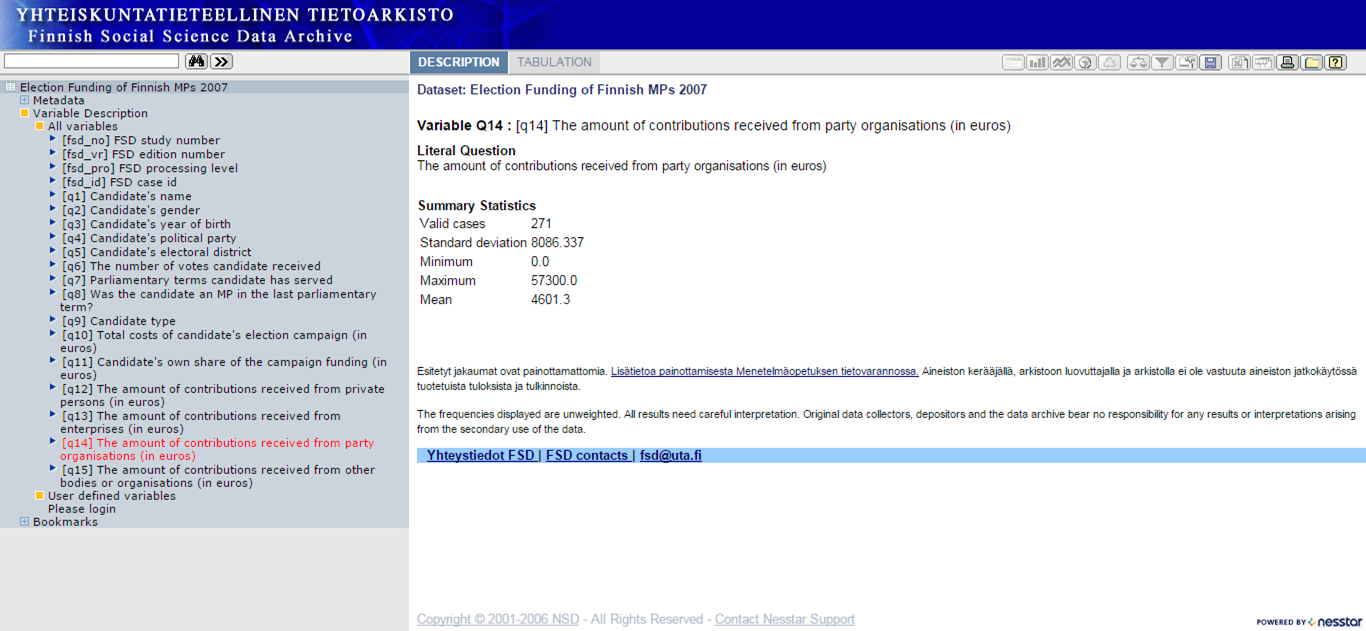 YHTEISKUNTATIETEELLINEN TIETOARKISTO
Finnish Social Science Data Archive
DESCRIPTION
TABULATION
Election Funding of Finnish MPs 2007
Metadata
Variable Description
All variables
[fsd_no] FSD study number
[fsd_vr] FSD edition number
[fsd_pro] FSD processing level
[fsd_id] FSD case id
[q1] Candidate's name
[q2] Candidate's gender
[q3] Candidate's year of birth
[q4] Candidate's political party
[q5] Candidate's electoral district
[q6] The number of votes candidate received
[q7] Parliamentary terms candidate has served
[q8] Was the candidate an MP in the last parliamentary
term?
[q9] Candidate type
[q10] Total costs of candidate's election campaign (in
euros)
[q11] Candidate's own share of the campaign funding (in
euros)
[q12] The amount of contributions received from private
persons (in euros)
[q13] The amount of contributions received from
enterprises (in euros)
[q14] The amount of contributions received from party
organisations (in euros)
[q15] The amount of contributions received from other
bodies or organisations (in euros)
User defined variables
Please login
Bookmarks
Dataset: Election Funding of Finnish MPs 2007
Variable Q14 : [q14] The amount of contributions received from party organisations (in euros)
Literal Question
The amount of contributions received from party organisations (in euros)
Summary Statistics
Valid cases 271
Standard deviation 8086.337
Minimum 0.0
Maximum 57300.0
Mean 4601.3
Esitetyt jakaumat ovat painottamattomia. Lisätietoa painottamisesta Menetelmäopetuksen tietovarannossa. Aineiston kerääjällä, arkistoon luovuttajalla ja arkistolla ei ole vastuuta aineiston jatkokäytössä
tuotetuista tuloksista ja tulkinnoista.
The frequencies displayed are unweighted. All results need careful interpretation. Original data collectors, depositors and the data archive bear no responsibility for any results or interpretations arising
from the secondary use of the data.
Yhteystiedot FSD | FSD contacts | fsd@uta.fi
Copyright © 2001-2006 NSD - All Rights Reserved - Contact Nesstar Support
POWERED BY nesstar